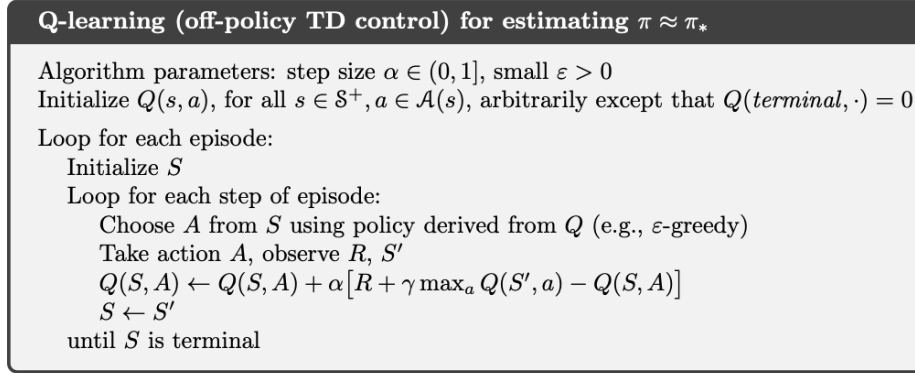 Q-learning (off-policy TD control) for estimating π ≈ π*
Algorithm parameters: step size α ∈ (0, 1], small ε > 0
Initialize Q(s, a), for all s ∈ 𝒮⁺, a ∈ 𝒜(s), arbitrarily except that Q(terminal, ·) = 0
Loop for each episode:
Initialize S
Loop for each step of episode:
Choose A from S using policy derived from Q (e.g., ε-greedy)
Take action A, observe R, S′
Q(S, A) ← Q(S, A) + α[R + γ maxₐ Q(S′, a) − Q(S, A)]
S ← S′
until S is terminal